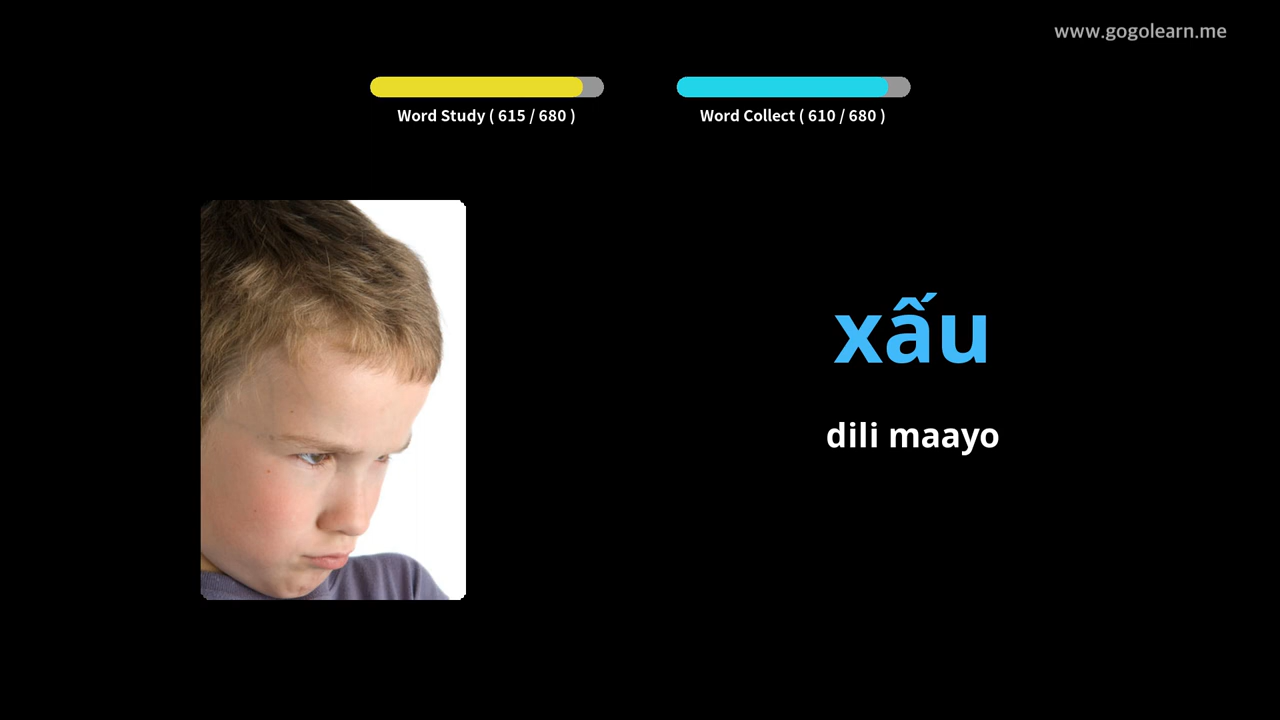 www.gogolearn.me
Word Study ( 615 / 680 )
Word Collect ( 610 / 680 )
xấu
dili maayo